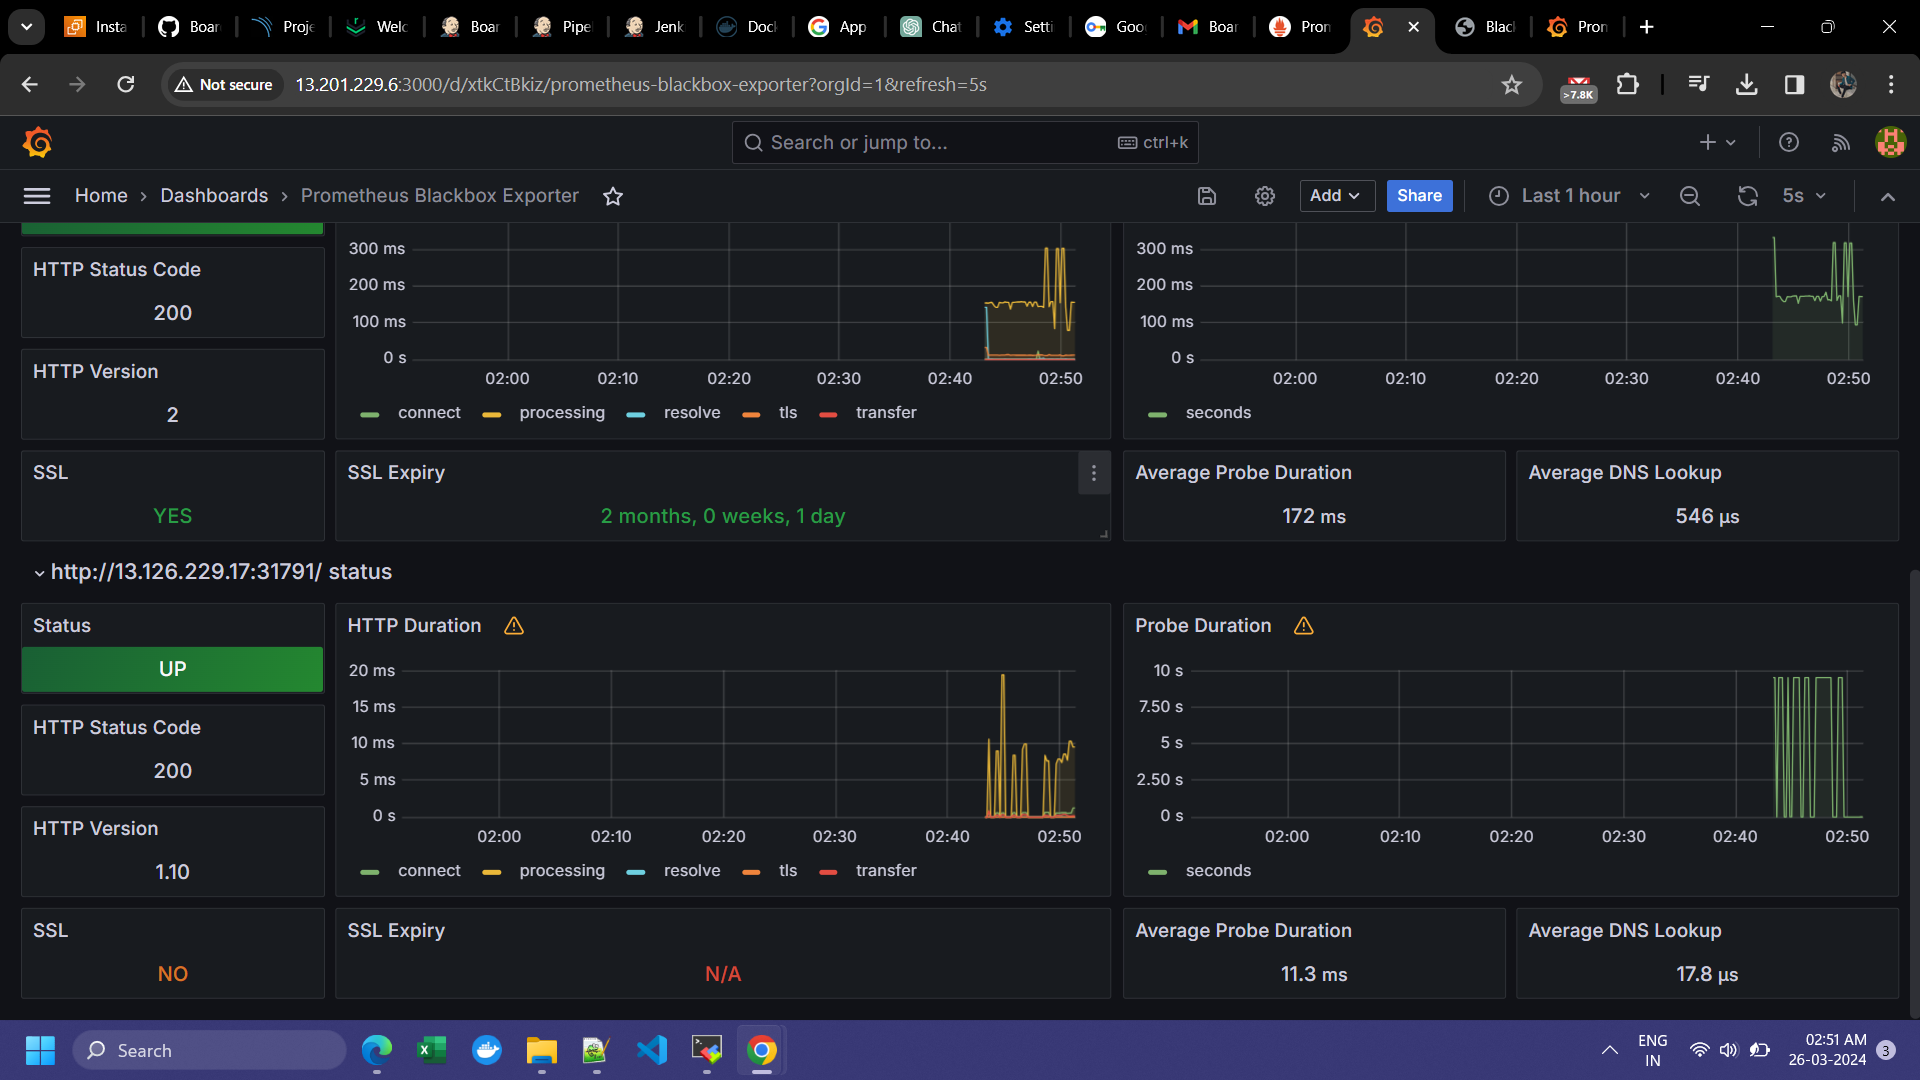 Insta
Boar
Proje
Welc
Boar
Pipe
Jenk
Dock
App
Chat
Setti
Goo
Boar
Pron
Blac
Pron
Not secure
13.201.229.6:3000/d/xtkCtBkiz/prometheus-blackbox-exporter?orgId=1&refresh=5s
>7.8K
Search or jump to...
ctrl+k
Home › Dashboards › Prometheus Blackbox Exporter
Add
Share
Last 1 hour
5s
HTTP Status Code
200
HTTP Version
2
300 ms
200 ms
100 ms
0 s
02:00 02:10 02:20 02:30 02:40 02:50
connect processing resolve tls transfer
300 ms
200 ms
100 ms
0 s
02:00 02:10 02:20 02:30 02:40 02:50
seconds
SSL
YES
SSL Expiry
2 months, 0 weeks, 1 day
Average Probe Duration
172 ms
Average DNS Lookup
546 µs
http://13.126.229.17:31791/ status
Status
UP
HTTP Status Code
200
HTTP Version
1.10
HTTP Duration
20 ms
15 ms
10 ms
5 ms
0 s
02:00 02:10 02:20 02:30 02:40 02:50
connect processing resolve tls transfer
Probe Duration
10 s
7.50 s
5 s
2.50 s
0 s
02:00 02:10 02:20 02:30 02:40 02:50
seconds
SSL
NO
SSL Expiry
N/A
Average Probe Duration
11.3 ms
Average DNS Lookup
17.8 µs
Search
ENG
IN
02:51 AM
26-03-2024
3